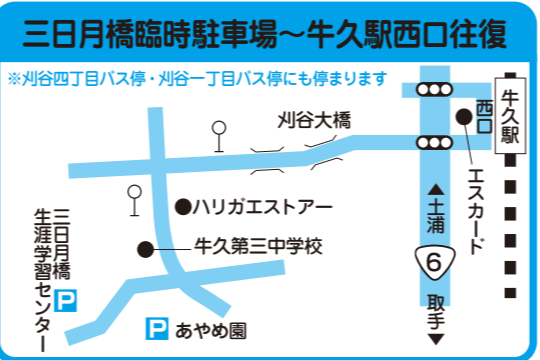 三日月橋臨時駐車場～牛久駅西口往復
※刈谷四丁目バス停・刈谷一丁目バス停にも停まります
牛久駅
西口
刈谷大橋
エスカード
ハリガエストアー
▲土浦
牛久第三中学校
6
三日月橋
生涯学習センター
P
取手▼
P あやめ園